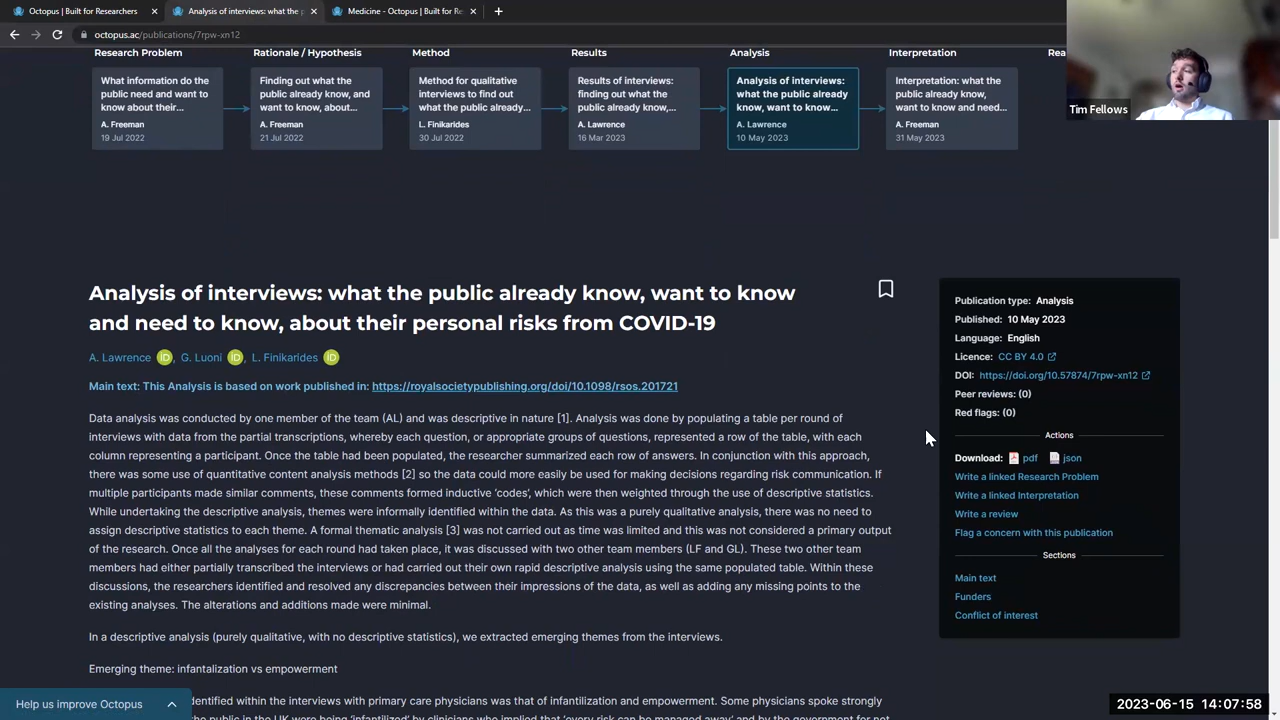 Octopus | Built for Researchers
Analysis of interviews: what the p
Medicine - Octopus | Built for Re
octopus.ac/publications/7rpw-xn12
Research Problem
Rationale / Hypothesis
Method
Results
Analysis
Interpretation
What information do the
public need and want to
know about their...
A. Freeman
19 Jul 2022
Finding out what the
public already know, and
want to know, about...
A. Freeman
21 Jul 2022
Method for qualitative
interviews to find out
what the public already...
L. Finikarides
30 Jul 2022
Results of interviews:
finding out what the
public already know,...
A. Lawrence
16 Mar 2023
Analysis of interviews:
what the public already
know, want to know...
A. Lawrence
10 May 2023
Interpretation: what the
public already know,
want to know and need...
A. Freeman
31 May 2023
Tim Fellows
Analysis of interviews: what the public already know, want to know
and need to know, about their personal risks from COVID-19
A. Lawrence iD, G. Luoni iD, L. Finikarides iD
Main text: This Analysis is based on work published in: https://royalsocietypublishing.org/doi/10.1098/rsos.201721
Data analysis was conducted by one member of the team (AL) and was descriptive in nature [1]. Analysis was done by populating a table per round of
interviews with data from the partial transcriptions, whereby each question, or appropriate groups of questions, represented a row of the table, with each
column representing a participant. Once the table had been populated, the researcher summarized each row of answers. In conjunction with this approach,
there was some use of quantitative content analysis methods [2] so the data could more easily be used for making decisions regarding risk communication. If
multiple participants made similar comments, these comments formed inductive 'codes', which were then weighted through the use of descriptive statistics.
While undertaking the descriptive analysis, themes were informally identified within the data. As this was a purely qualitative analysis, there was no need to
assign descriptive statistics to each theme. A formal thematic analysis [3] was not carried out as time was limited and this was not considered a primary output
of the research. Once all the analyses for each round had taken place, it was discussed with two other team members (LF and GL). These two other team
members had either partially transcribed the interviews or had carried out their own rapid descriptive analysis using the same populated table. Within these
discussions, the researchers identified and resolved any discrepancies between their impressions of the data, as well as adding any missing points to the
existing analyses. The alterations and additions made were minimal.
In a descriptive analysis (purely qualitative, with no descriptive statistics), we extracted emerging themes from the interviews.
Emerging theme: infantalization vs empowerment
identified within the interviews with primary care physicians was that of infantilization and empowerment. Some physicians spoke strongly
Publication type: Analysis
Published: 10 May 2023
Language: English
Licence: CC BY 4.0
DOI: https://doi.org/10.57874/7rpw-xn12
Peer reviews: (0)
Red flags: (0)
Actions
Download: pdf json
Write a linked Research Problem
Write a linked Interpretation
Write a review
Flag a concern with this publication
Sections
Main text
Funders
Conflict of interest
Help us improve Octopus
2023-06-15 14:07:58